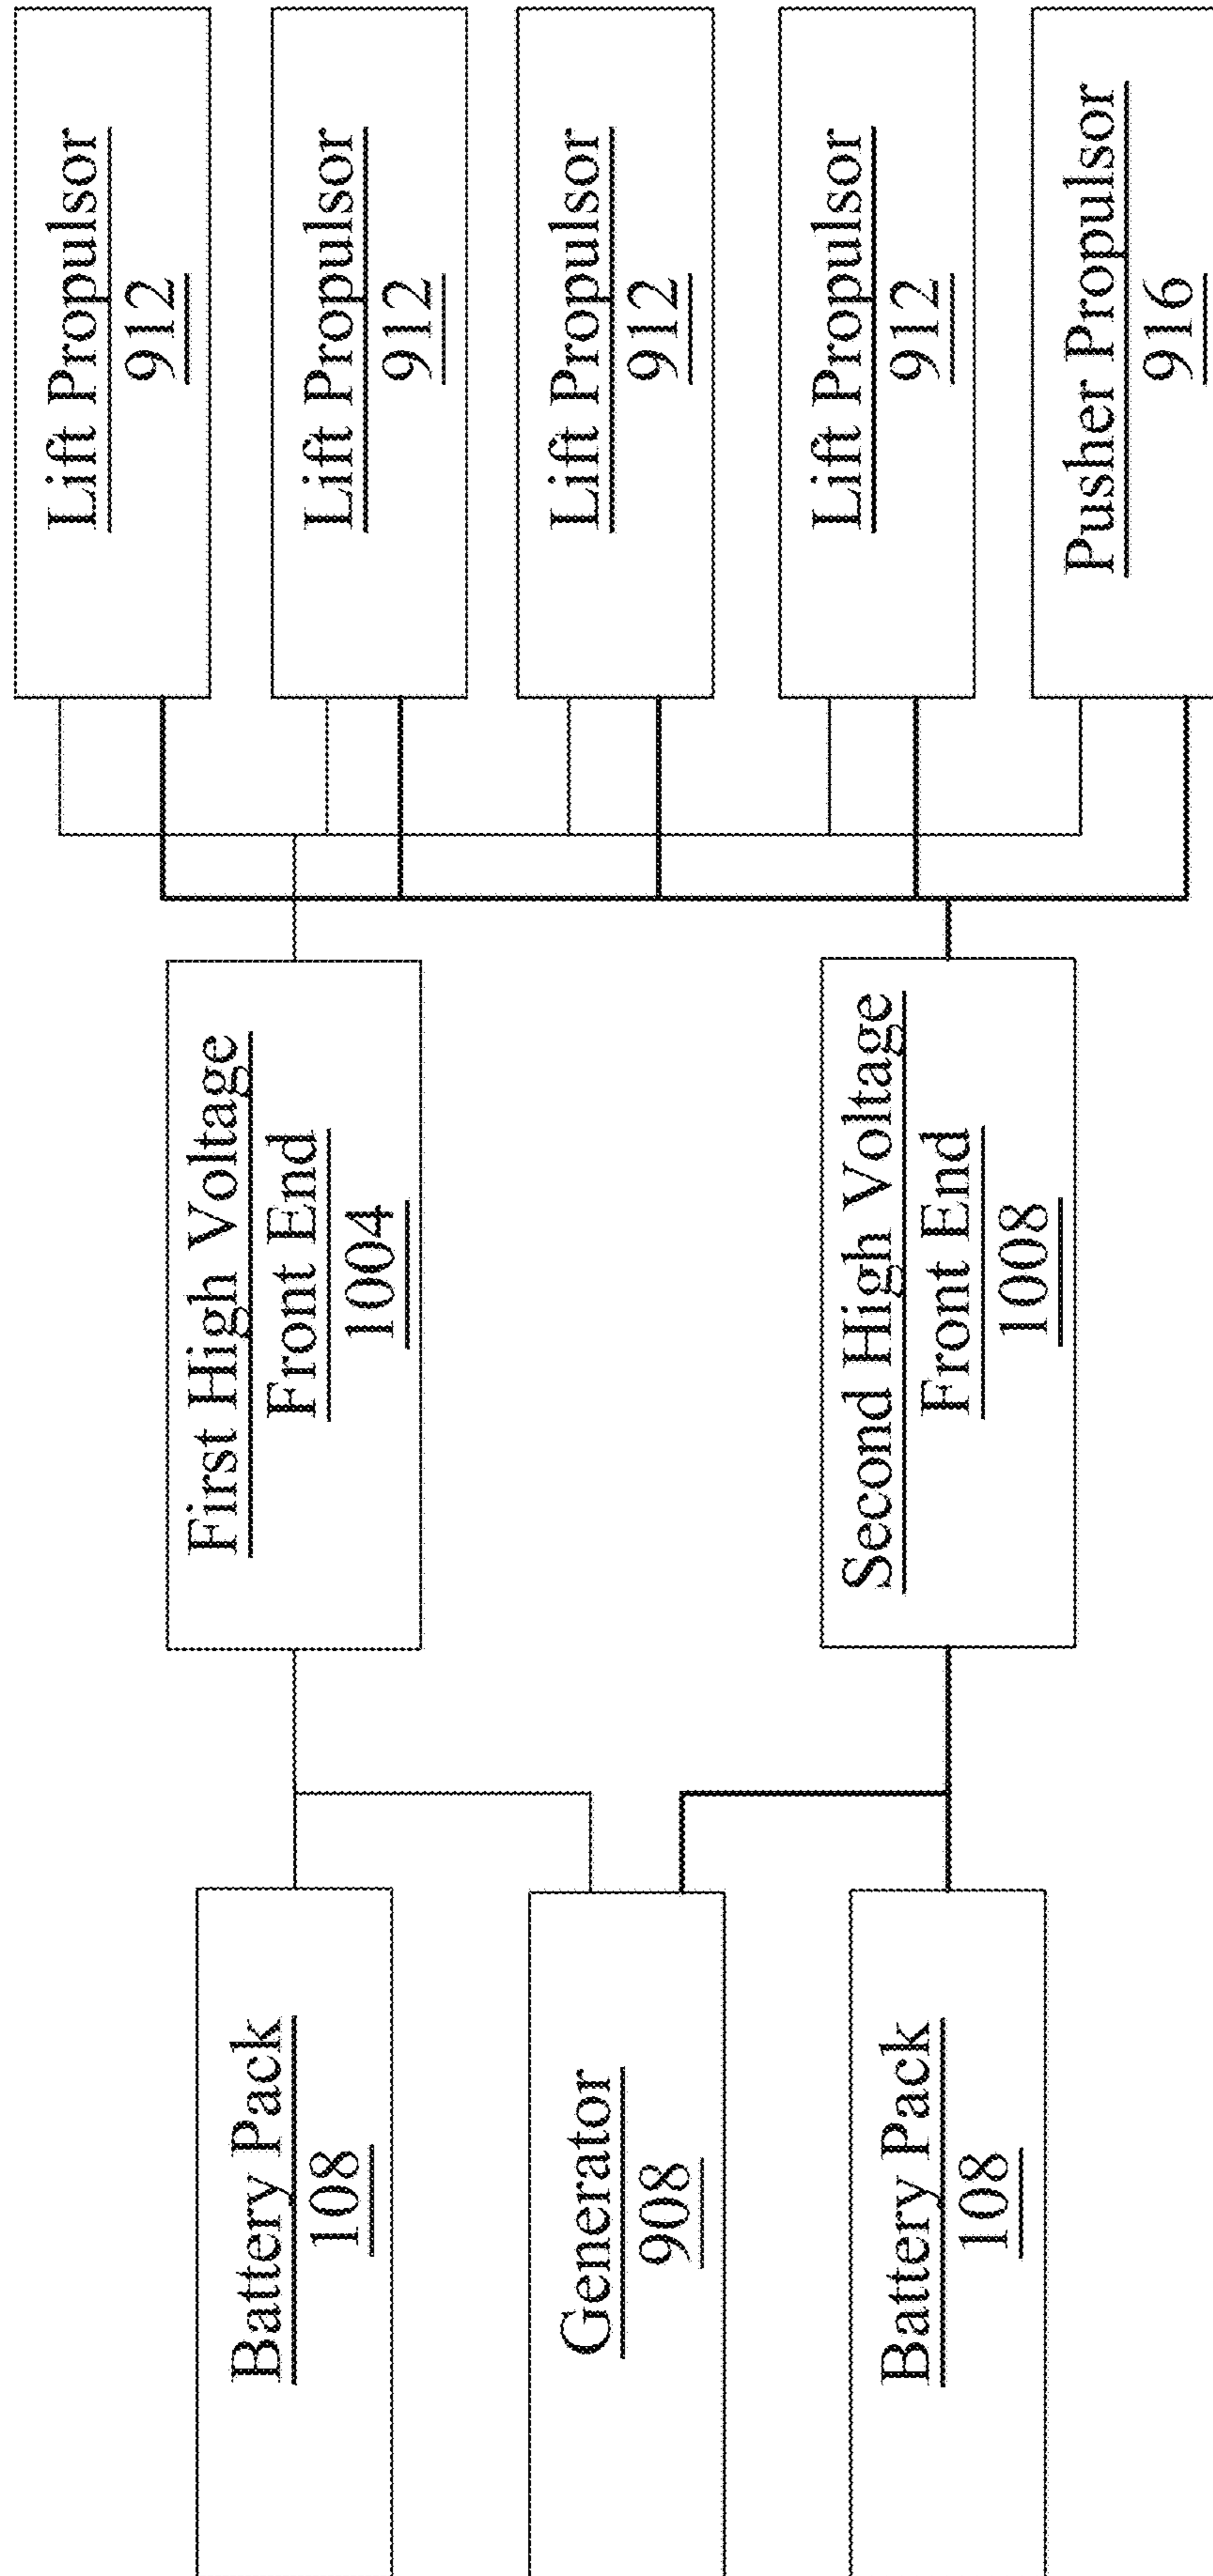 Battery Pack
108
Generator
908
Battery Pack
108
First High Voltage
Front End
1004
Second High Voltage
Front End
1008
Lift Propulsor
912
Lift Propulsor
912
Lift Propulsor
912
Lift Propulsor
912
Pusher Propulsor
916